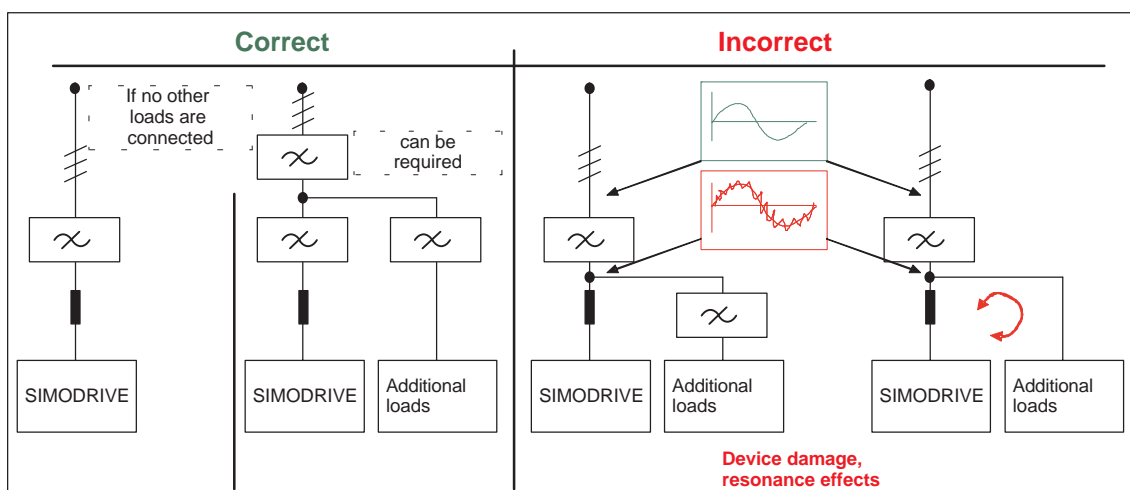 Correct
Incorrect
If no other
loads are
connected
can be
required
SIMODRIVE
SIMODRIVE
Additional
loads
SIMODRIVE
Additional
loads
SIMODRIVE
Additional
loads
Device damage,
resonance effects